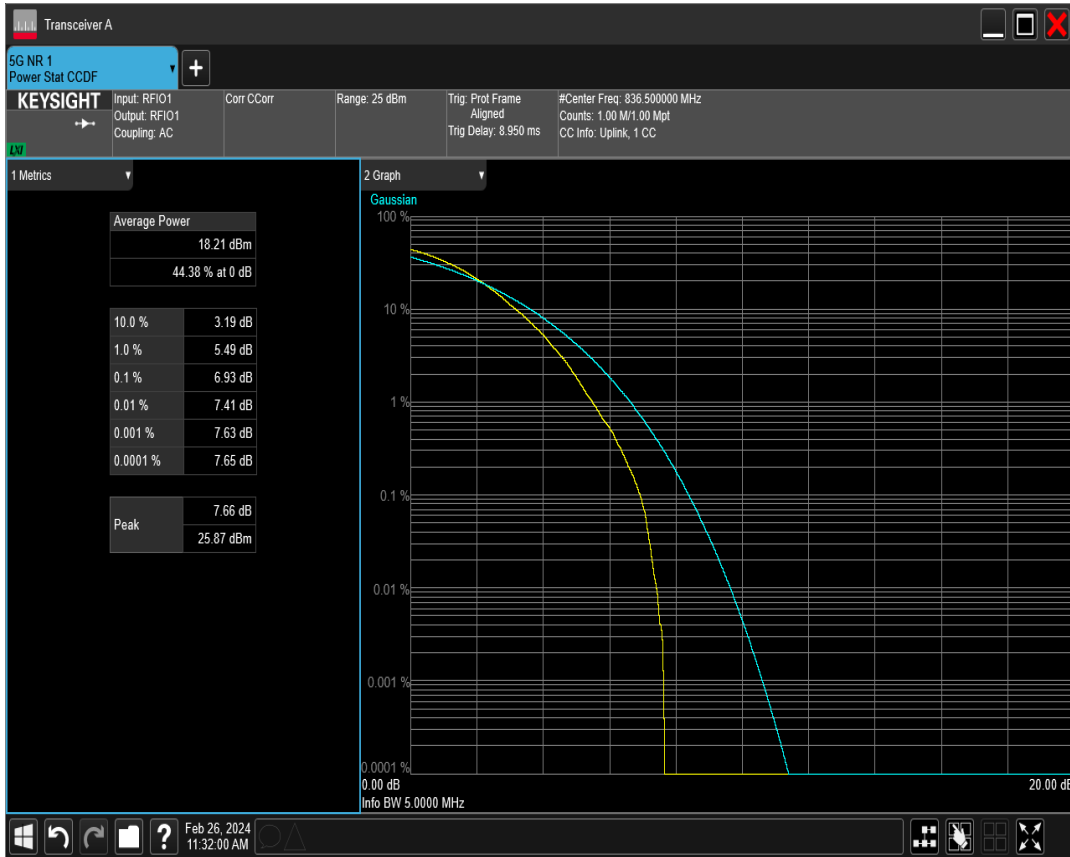 Transceiver A
5G NR 1
Power Stat CCDF
+
KEYSIGHT
LXI
Input: RFIO1
Output: RFIO1
Coupling: AC
Corr CCorr
Range: 25 dBm
Trig: Prot Frame
Aligned
Trig Delay: 8.950 ms
#Center Freq: 836.500000 MHz
Counts: 1.00 M/1.00 Mpt
CC Info: Uplink, 1 CC
1 Metrics
Average Power
18.21 dBm
44.38 % at 0 dB
10.0 % 3.19 dB
1.0 % 5.49 dB
0.1 % 6.93 dB
0.01 % 7.41 dB
0.001 % 7.63 dB
0.0001 % 7.65 dB
Peak
7.66 dB
25.87 dBm
2 Graph
Gaussian
100 %
10 %
1 %
0.1 %
0.01 %
0.001 %
0.0001 %
0.00 dB 20.00 dB
Info BW 5.0000 MHz
?
Feb 26, 2024
11:32:00 AM